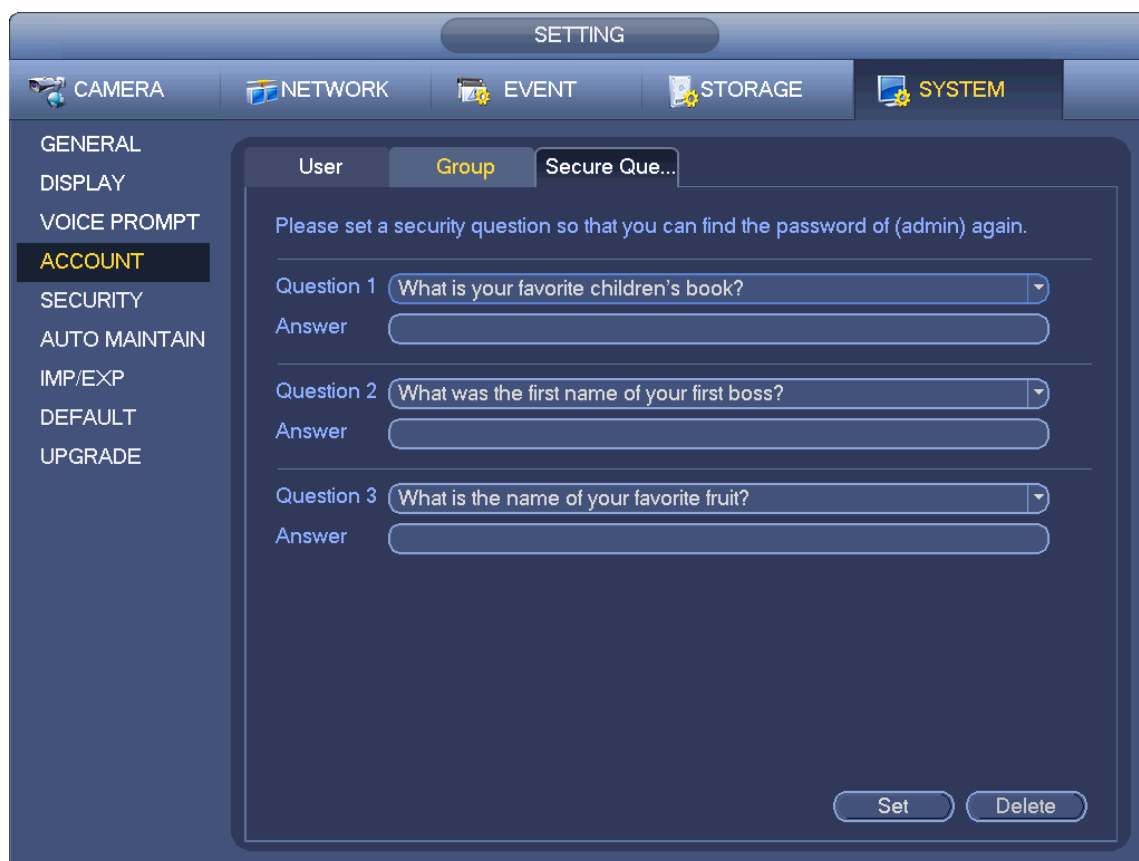 SETTING
CAMERA NETWORK EVENT STORAGE SYSTEM
GENERAL
DISPLAY
VOICE PROMPT
ACCOUNT
SECURITY
AUTO MAINTAIN
IMP/EXP
DEFAULT
UPGRADE
User Group Secure Que...
Please set a security question so that you can find the password of (admin) again.
Question 1 What is your favorite children's book?
Answer
Question 2 What was the first name of your first boss?
Answer
Question 3 What is the name of your favorite fruit?
Answer
Set Delete